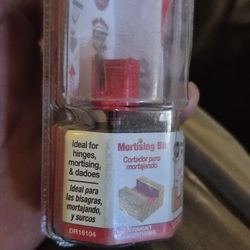 ideal for
hinges,
mortising,
& dadoes
ideal para
las bisagras,
mortajando,
y surcos
DR16104
Mortising Bit
Cortador para
mortajando